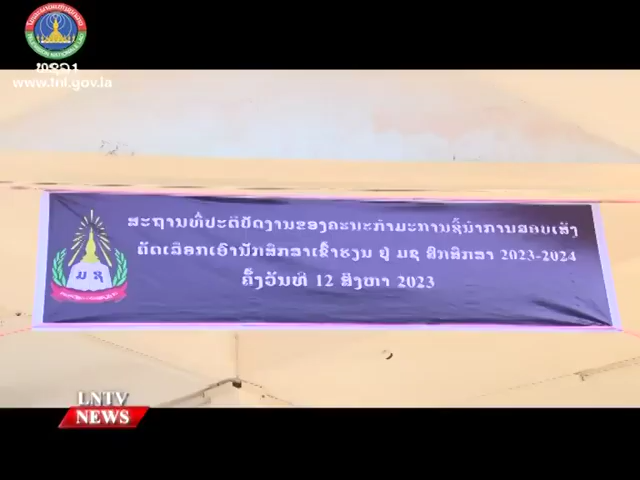 ທຊລ1
www.tnl.gov.la
ສະຖານທີ່ປະຕິບັດງານຂອງຄະນະກຳມະການຊີ້ນຳການສອບເສັງ
ຄັດເລືອກເອົານັກສຶກສາເຂົ້າຮຽນ ຢູ່ ມຊ ສົກສຶກສາ 2023-2024
ຄັ້ງວັນທີ 12 ສິງຫາ 2023
ມ ຊ
LNTV
NEWS